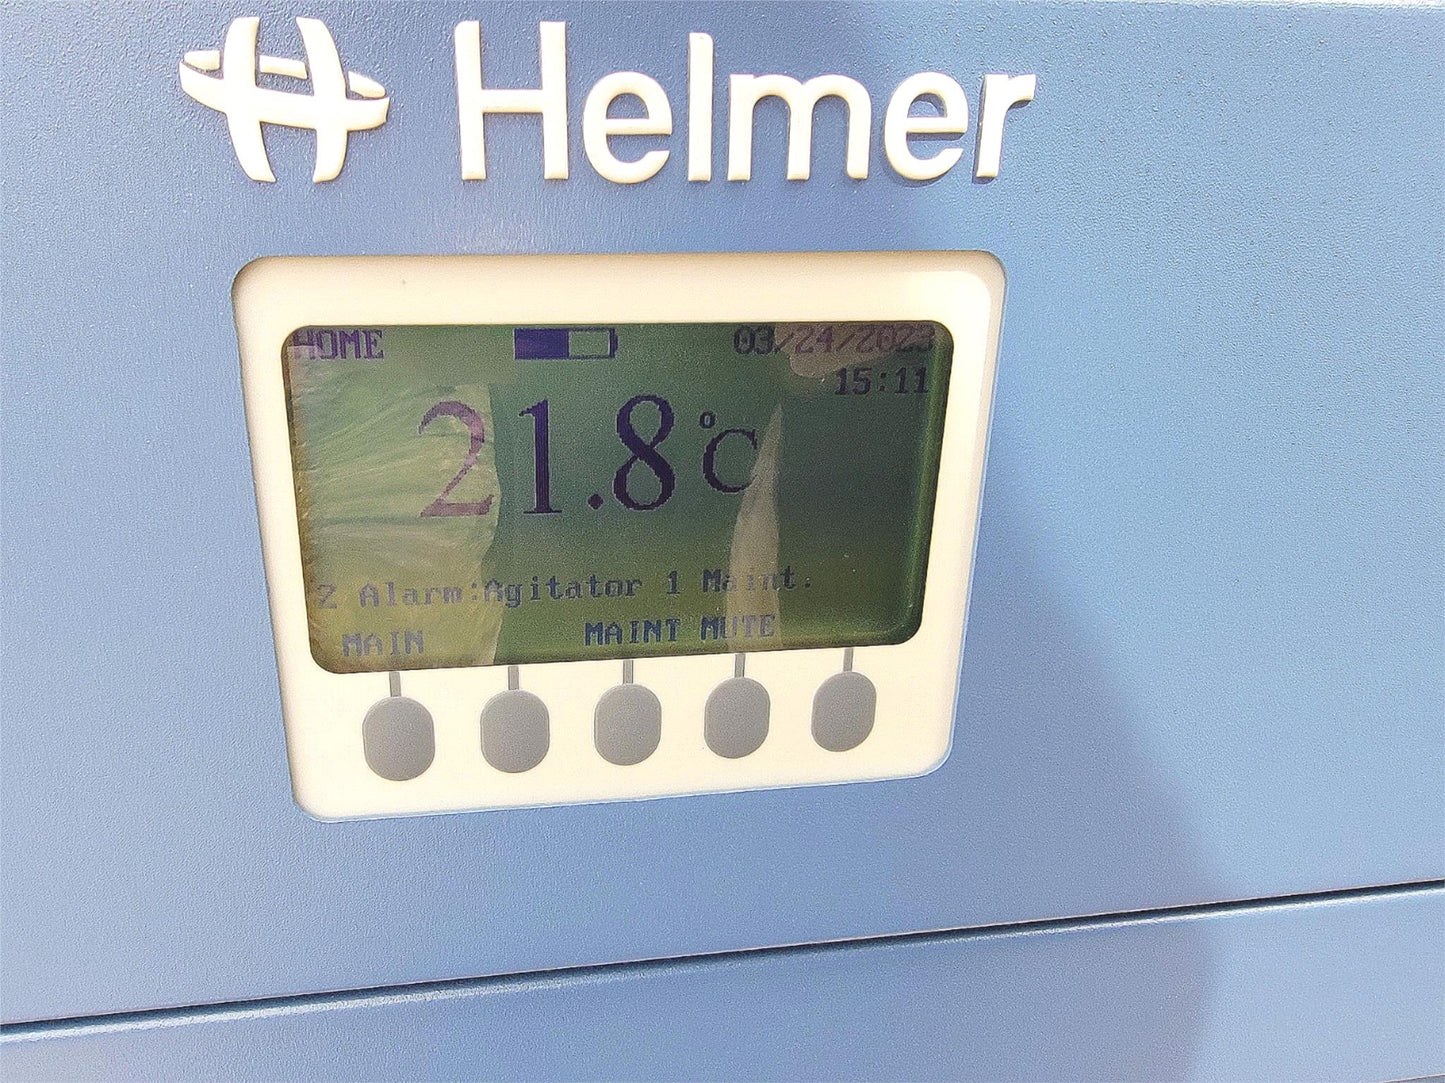 Helmer
HOME 03/24/2023
15:11
21.8 °C
2 Alarm:Agitator 1 Maint.
MAIN MAINT MUTE